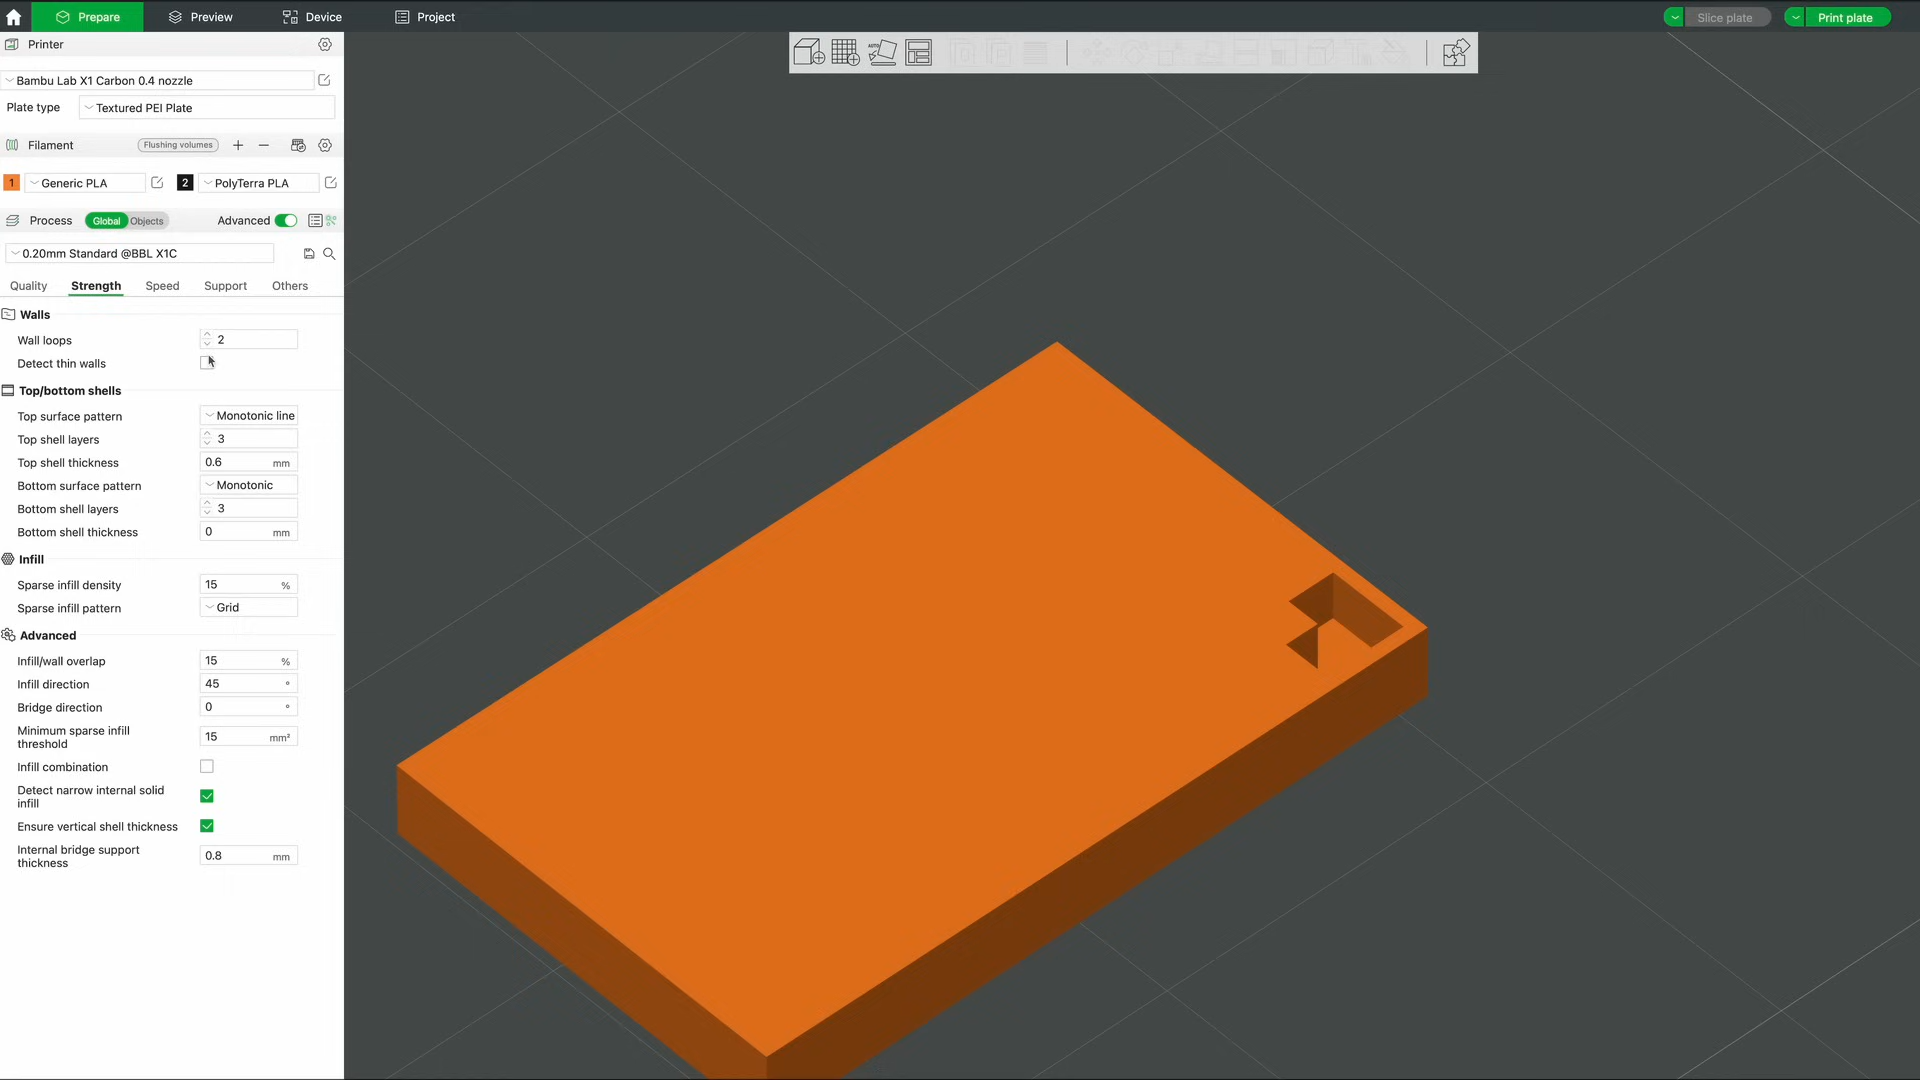 Prepare
Preview
Device
Project
Slice plate
Print plate
Printer
Bambu Lab X1 Carbon 0.4 nozzle
Plate type
Textured PEI Plate
Filament
Flushing volumes
1
Generic PLA
2
PolyTerra PLA
Process
Global
Objects
Advanced
0.20mm Standard @BBL X1C
Quality
Strength
Speed
Support
Others
Walls
Wall loops
2
Detect thin walls
Top/bottom shells
Top surface pattern
Monotonic line
Top shell layers
3
Top shell thickness
0.6 mm
Bottom surface pattern
Monotonic
Bottom shell layers
3
Bottom shell thickness
0 mm
Infill
Sparse infill density
15 %
Sparse infill pattern
Grid
Advanced
Infill/wall overlap
15 %
Infill direction
45 °
Bridge direction
0 °
Minimum sparse infill
threshold
15 mm²
Infill combination
Detect narrow internal solid
infill
Ensure vertical shell thickness
Internal bridge support
thickness
0.8 mm
AUTO